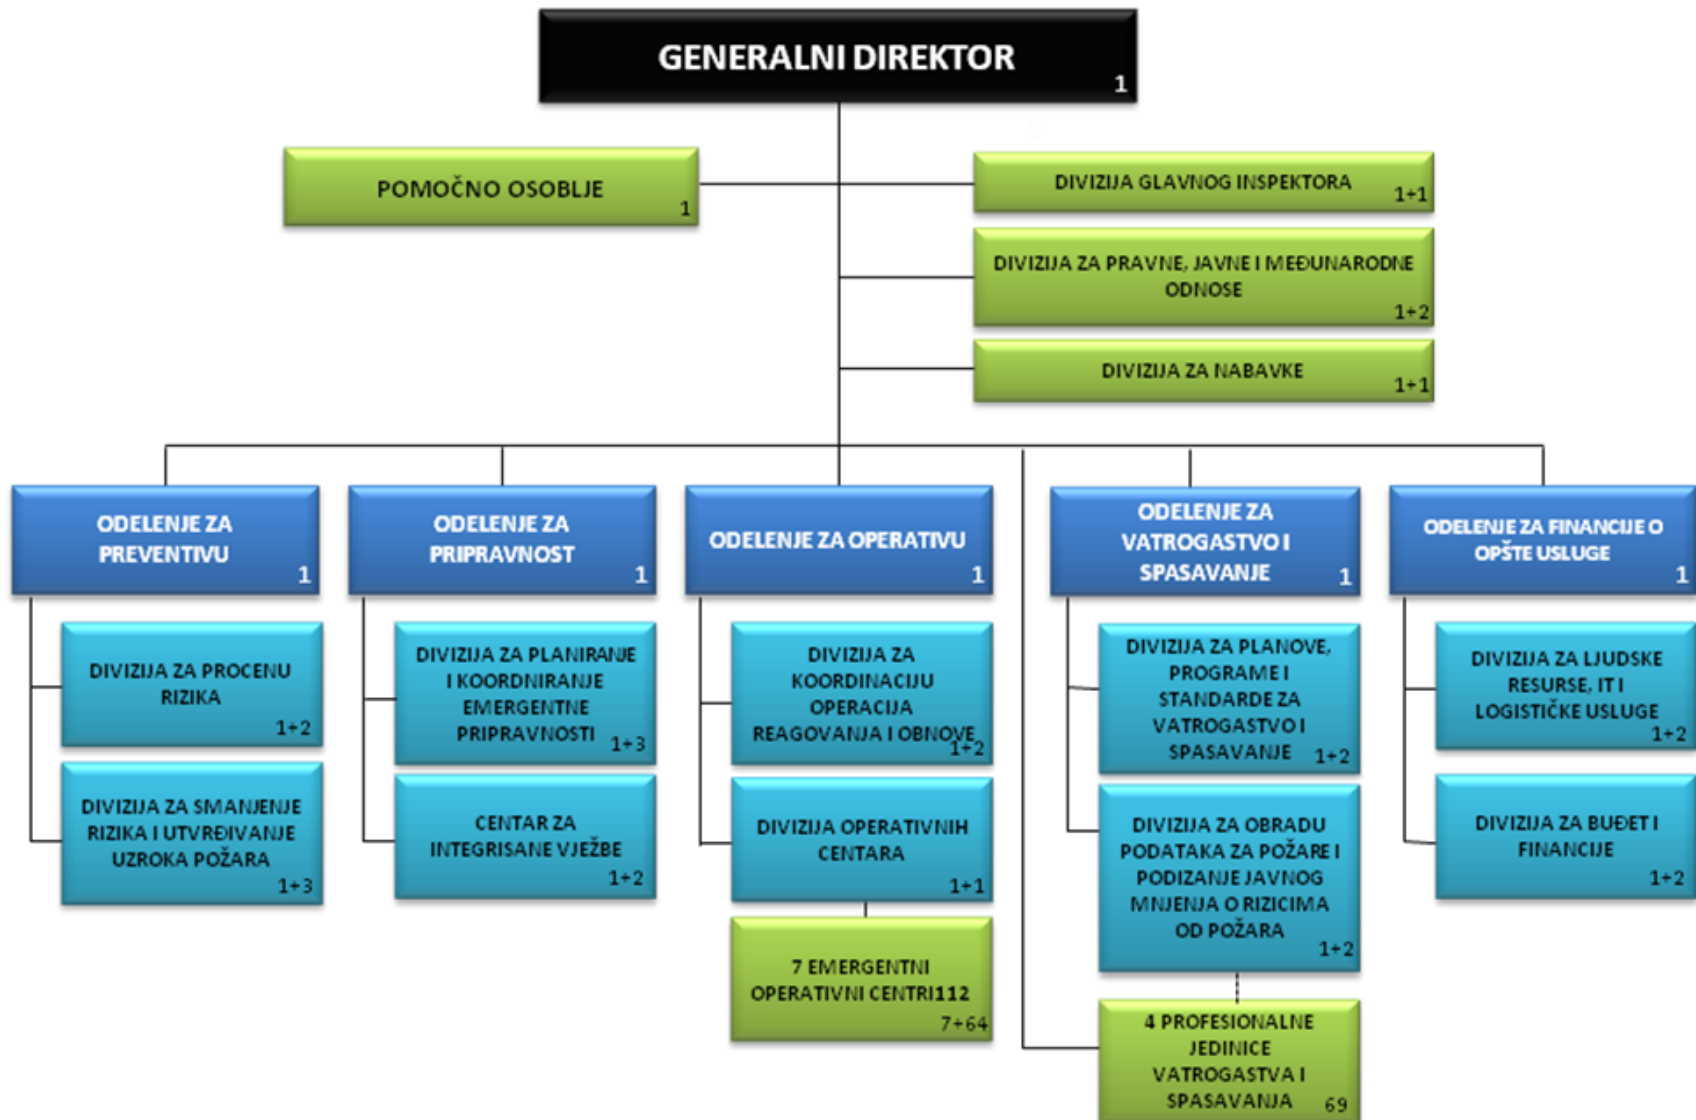 GENERALNI DIREKTOR
1
POMOČNO OSOBLJE
1
DIVIZIJA GLAVNOG INSPEKTORA
1+1
DIVIZIJA ZA PRAVNE, JAVNE I MEĐUNARODNE
ODNOSE
1+2
DIVIZIJA ZA NABAVKE
1+1
ODELENJE ZA
PREVENTIVU
1
ODELENJE ZA
PRIPRAVNOST
1
ODELENJE ZA OPERATIVU
1
ODELENJE ZA
VATROGASTVO I
SPASAVANJE
1
ODELENJE ZA FINANCIJE O
OPŠTE USLUGE
1
DIVIZIJA ZA PROCENU
RIZIKA
1+2
DIVIZIJA ZA SMANJENJE
RIZIKA I UTVRĐIVANJE
UZROKA POŽARA
1+3
DIVIZIJA ZA PLANIRANJE
I KOORDNIRANJE
EMERGENTNE
PRIPRAVNOSTI
1+3
CENTAR ZA
INTEGRISANE VJEŽBE
1+2
DIVIZIJA ZA
KOORDINACIJU
OPERACIJA
REAGOVANJA I OBNOVE
1+2
DIVIZIJA OPERATIVNIH
CENTARA
1+1
7 EMERGENTNI
OPERATIVNI CENTRI112
7+64
DIVIZIJA ZA PLANOVE,
PROGRAME I
STANDARDE ZA
VATROGASTVO I
SPASAVANJE
1+2
DIVIZIJA ZA OBRADU
PODATAKA ZA POŽARE I
PODIZANJE JAVNOG
MNJENJA O RIZICIMA
OD POŽARA
1+2
4 PROFESIONALNE
JEDINICE
VATROGASTVA I
SPASAVANJA
69
DIVIZIJA ZA LJUDSKE
RESURSE, IT I
LOGISTIČKE USLUGE
1+2
DIVIZIJA ZA BUĐET I
FINANCIJE
1+2